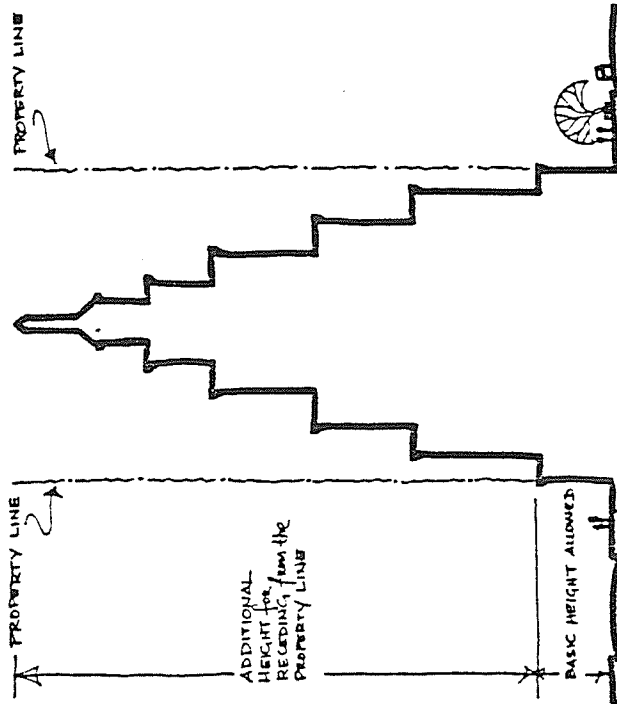 PROPERTY LINE
PROPERTY LINE
ADDITIONAL
HEIGHT for
RECEDING from the
PROPERTY LINE
BASIC HEIGHT ALLOWED